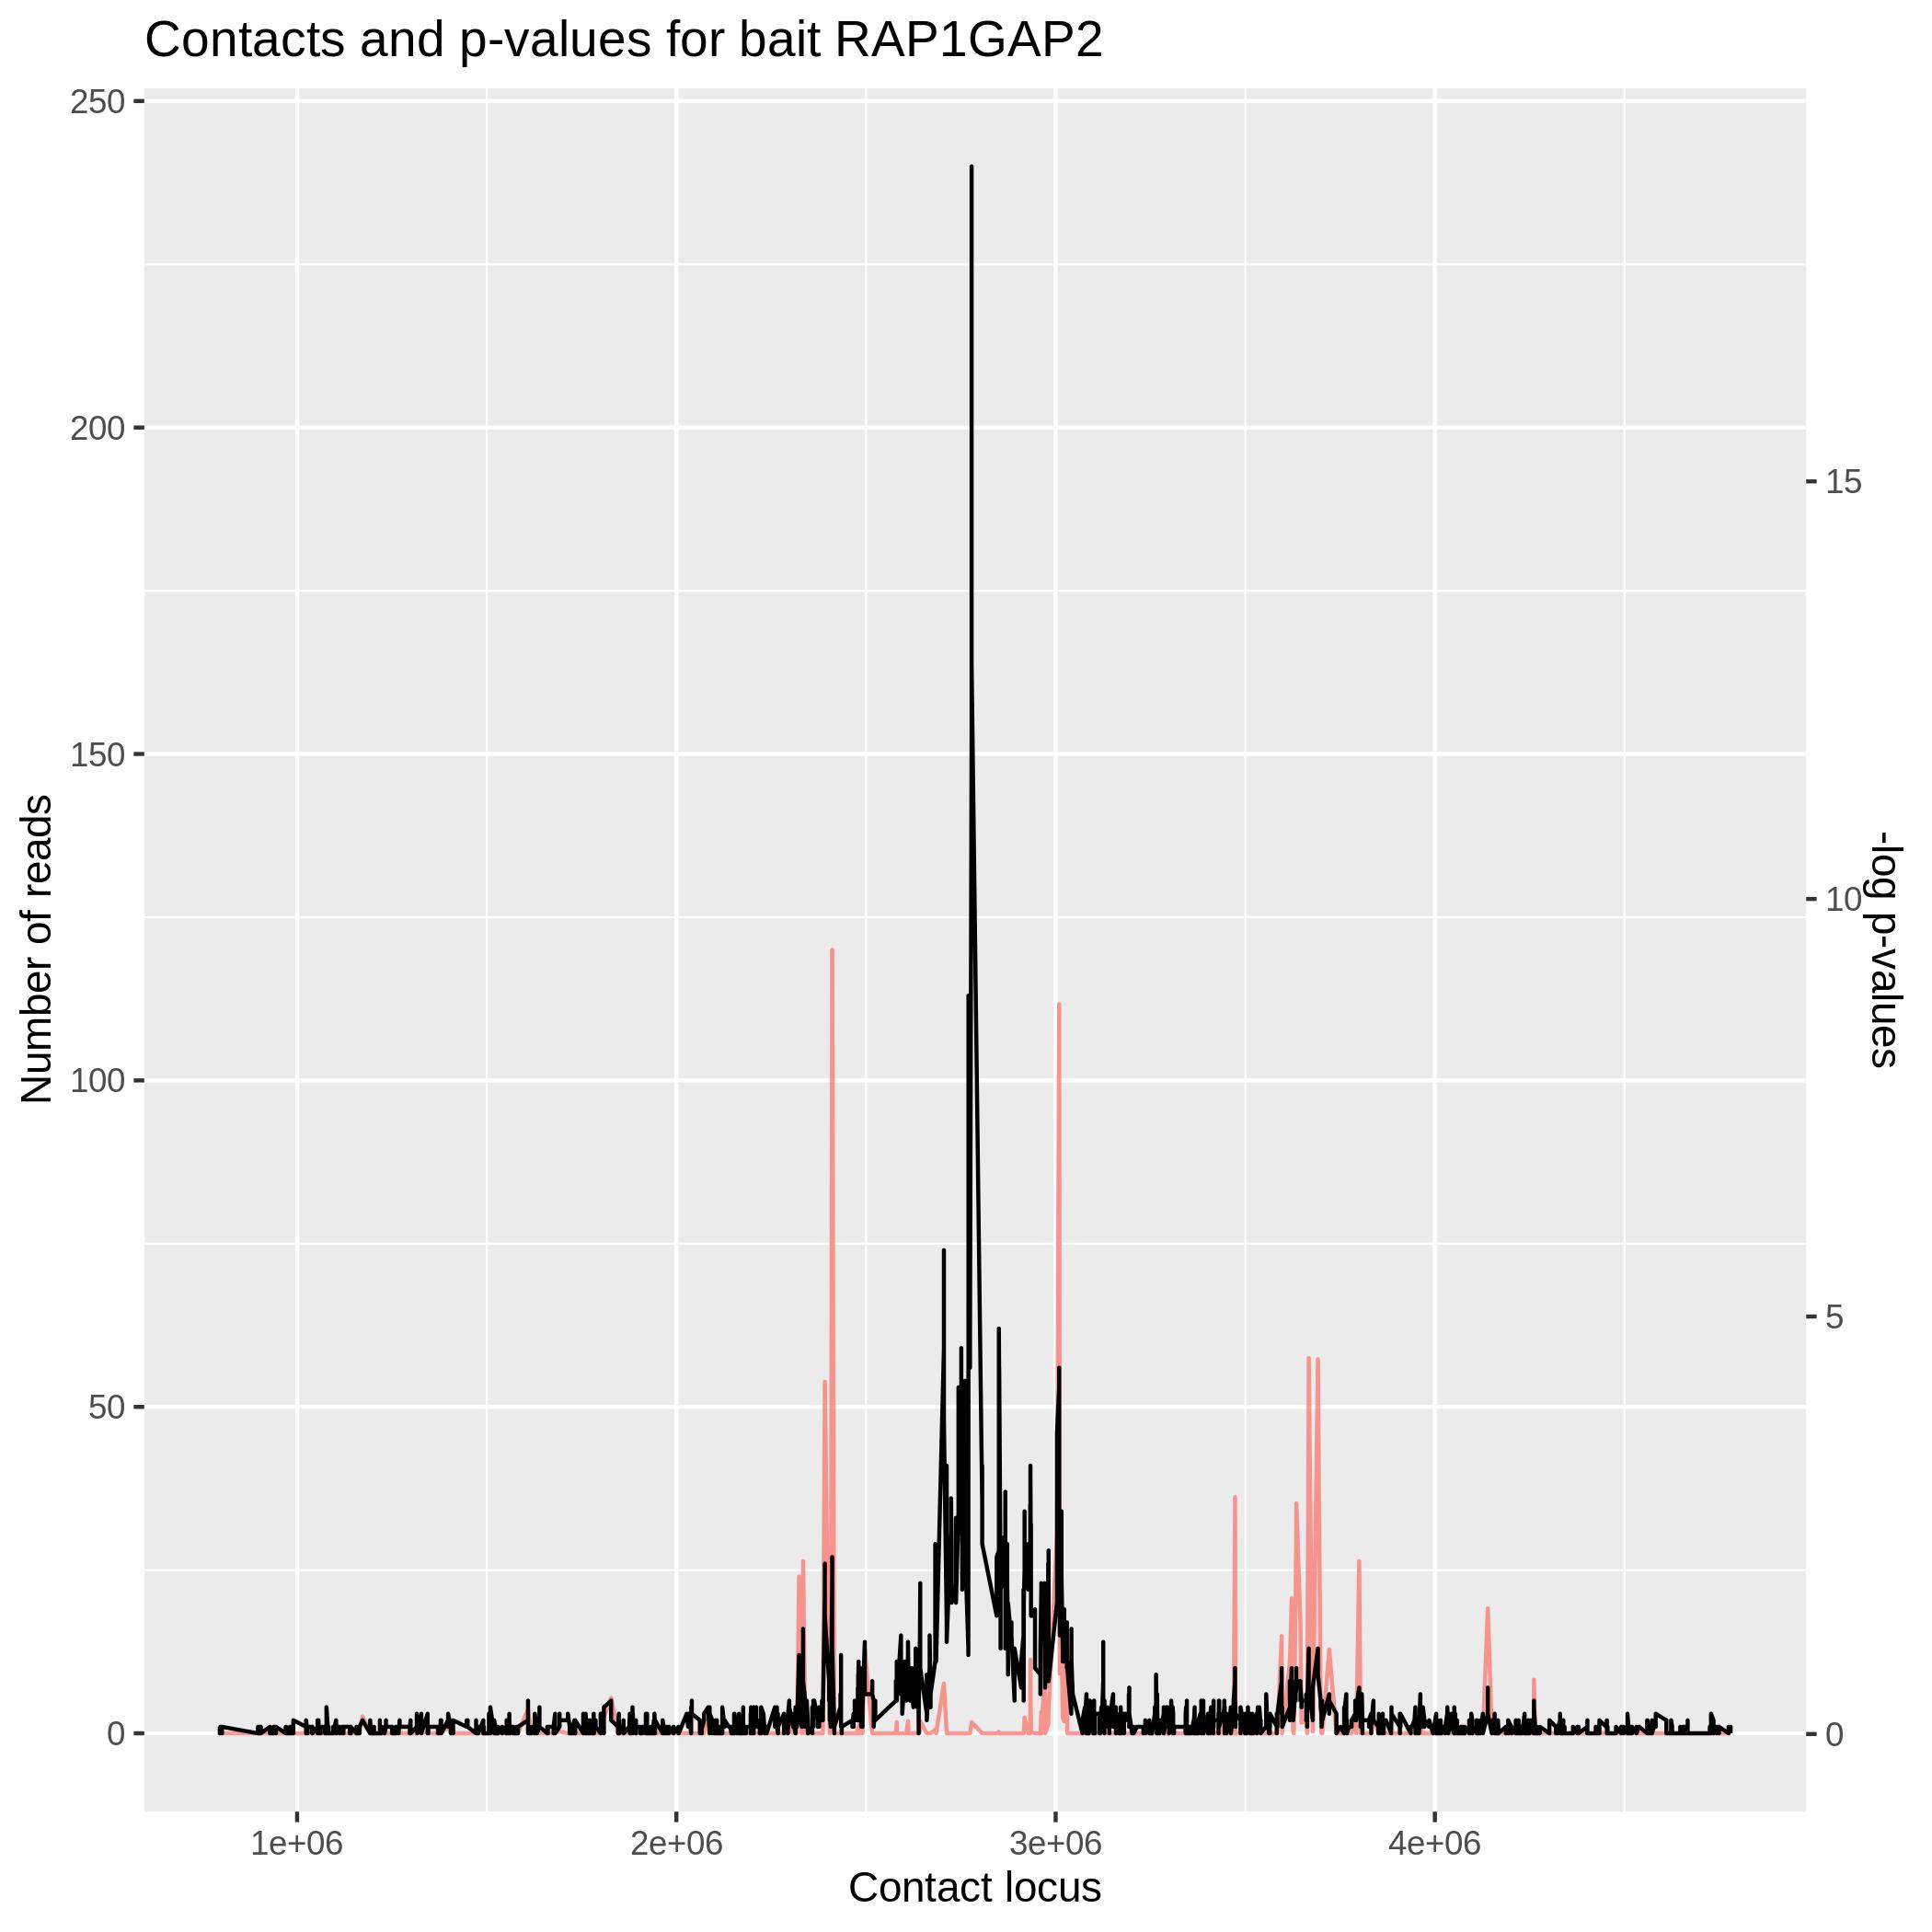 Contacts and p-values for bait RAP1GAP2
250
200
150
100
50
0
Number of reads
15
10
5
0
-log p-values
1e+06
2e+06
3e+06
4e+06
Contact locus